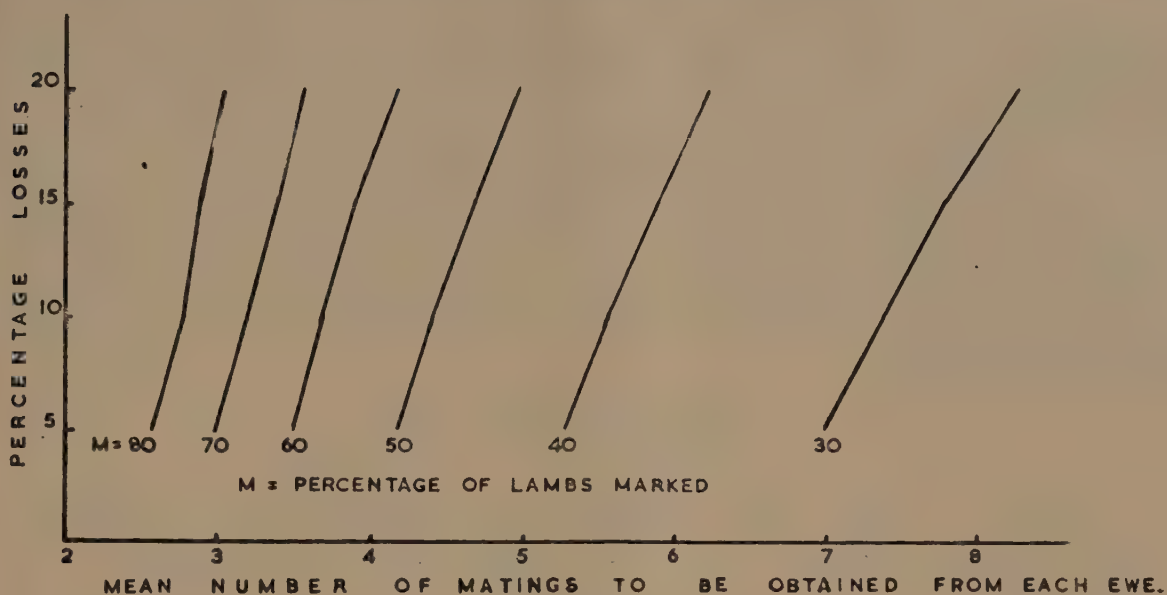 PERCENTAGE LOSSES
20
15
10
5
M = 80 70 60 50 40 30
M = PERCENTAGE OF LAMBS MARKED
2 3 4 5 6 7 8
MEAN NUMBER OF MATINGS TO BE OBTAINED FROM EACH EWE.